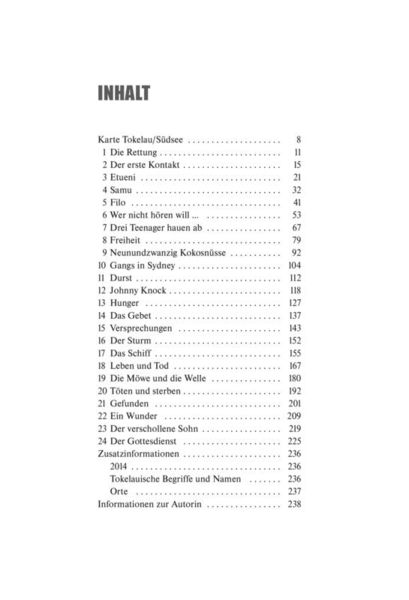 INHALT
Karte Tokelau/Südsee ................... 8
1 Die Rettung ......................... 11
2 Der erste Kontakt ................... 15
3 Etueni ............................. 21
4 Samu .............................. 32
5 Filo ............................... 41
6 Wer nicht hören will ... ............... 53
7 Drei Teenager hauen ab ............... 67
8 Freiheit ............................ 79
9 Neunundzwanzig Kokosnüsse .......... 92
10 Gangs in Sydney ..................... 104
11 Durst .............................. 112
12 Johnny Knock ....................... 118
13 Hunger ............................ 127
14 Das Gebet .......................... 137
15 Versprechungen ..................... 143
16 Der Sturm .......................... 152
17 Das Schiff .......................... 155
18 Leben und Tod ...................... 167
19 Die Möwe und die Welle .............. 180
20 Töten und sterben .................... 192
21 Gefunden .......................... 201
22 Ein Wunder ........................ 209
23 Der verschollene Sohn ................ 219
24 Der Gottesdienst .................... 225
Zusatzinformationen .................... 236
2014 ............................... 236
Tokelauische Begriffe und Namen ...... 236
Orte .............................. 237
Informationen zur Autorin ................ 238